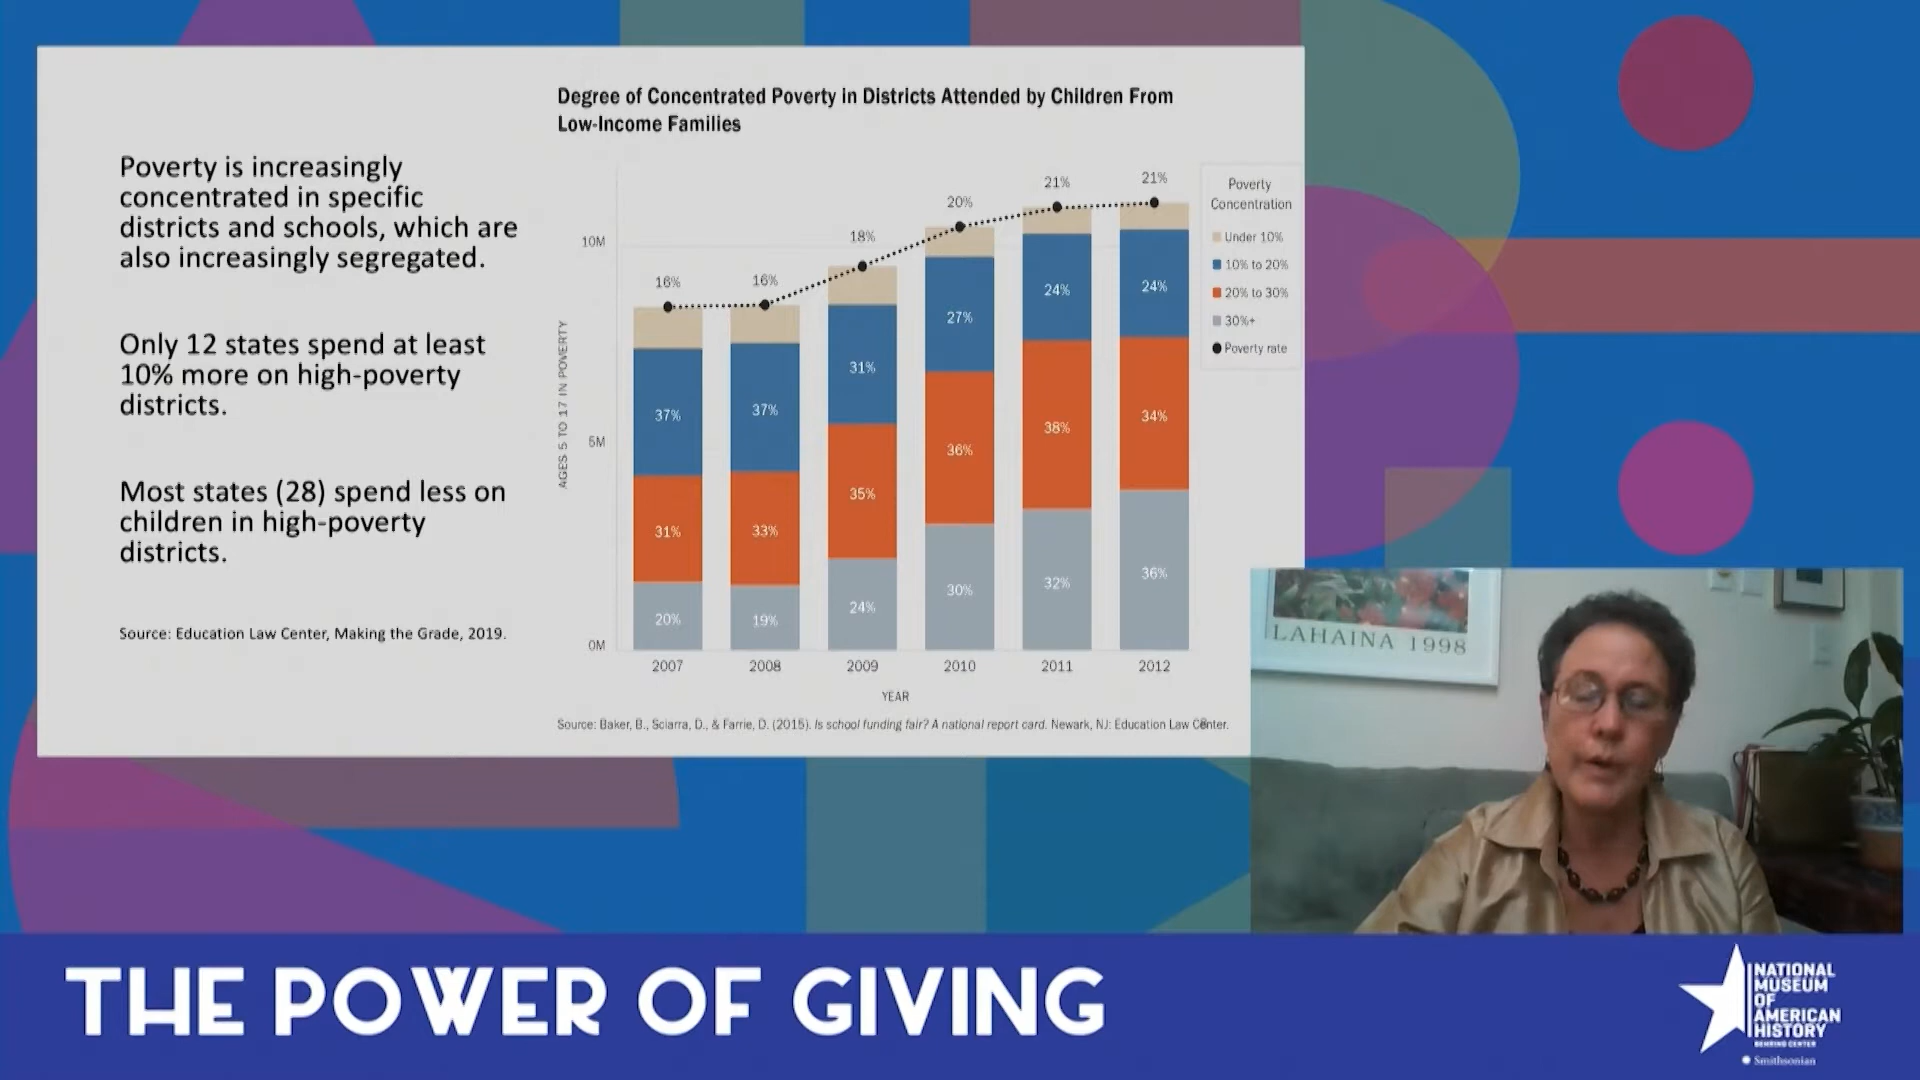 Degree of Concentrated Poverty in Districts Attended by Children From
Low-Income Families
Poverty is increasingly
concentrated in specific
districts and schools, which are
also increasingly segregated.
Only 12 states spend at least
10% more on high-poverty
districts.
Most states (28) spend less on
children in high-poverty
districts.
Source: Education Law Center, Making the Grade, 2019.
AGES 5 TO 17 IN POVERTY
10M
5M
0M
16%
37%
31%
20%
16%
37%
33%
19%
18%
31%
35%
24%
20%
27%
36%
30%
21%
24%
38%
32%
21%
24%
34%
36%
2007 2008 2009 2010 2011 2012
YEAR
Poverty
Concentration
Under 10%
10% to 20%
20% to 30%
30%+
Poverty rate
Source: Baker, B., Sciarra, D., & Farrie, D. (2015). Is school funding fair? A national report card. Newark, NJ: Education Law Center.
LAHAINA 1998
THE POWER OF GIVING
NATIONAL
MUSEUM
OF
AMERICAN
HISTORY
BEHRING CENTER
Smithsonian